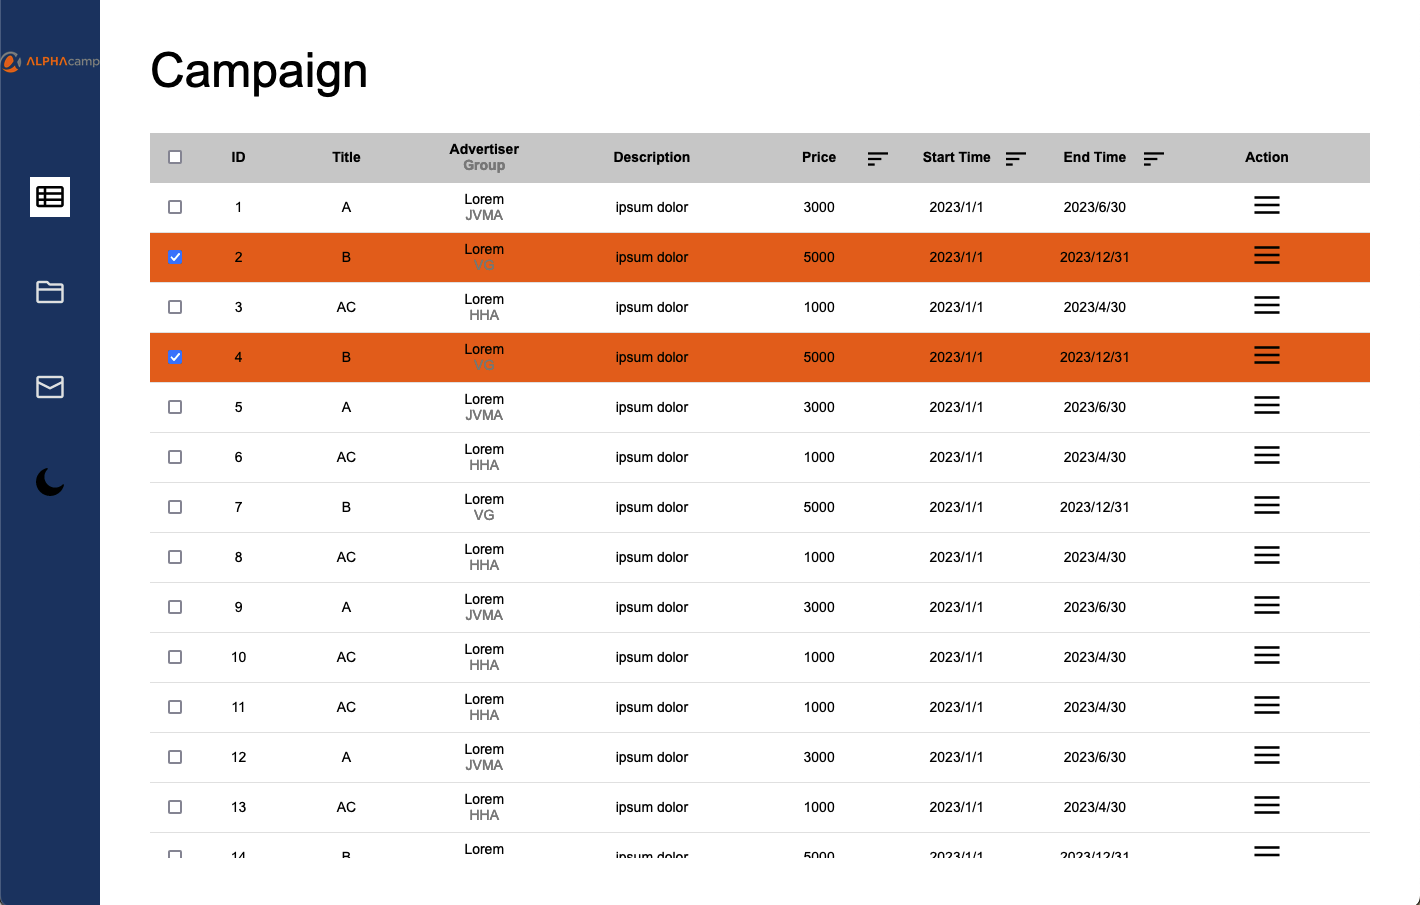 ALPHAcamp
Campaign
ID Title Advertiser Description Price Start Time End Time Action
Group
1 A Lorem ipsum dolor 3000 2023/1/1 2023/6/30
JVMA
2 B Lorem ipsum dolor 5000 2023/1/1 2023/12/31
VG
3 AC Lorem ipsum dolor 1000 2023/1/1 2023/4/30
HHA
4 B Lorem ipsum dolor 5000 2023/1/1 2023/12/31
VG
5 A Lorem ipsum dolor 3000 2023/1/1 2023/6/30
JVMA
6 AC Lorem ipsum dolor 1000 2023/1/1 2023/4/30
HHA
7 B Lorem ipsum dolor 5000 2023/1/1 2023/12/31
VG
8 AC Lorem ipsum dolor 1000 2023/1/1 2023/4/30
HHA
9 A Lorem ipsum dolor 3000 2023/1/1 2023/6/30
JVMA
10 AC Lorem ipsum dolor 1000 2023/1/1 2023/4/30
HHA
11 AC Lorem ipsum dolor 1000 2023/1/1 2023/4/30
HHA
12 A Lorem ipsum dolor 3000 2023/1/1 2023/6/30
JVMA
13 AC Lorem ipsum dolor 1000 2023/1/1 2023/4/30
HHA
14 B Lorem ipsum dolor 5000 2023/1/1 2023/12/31